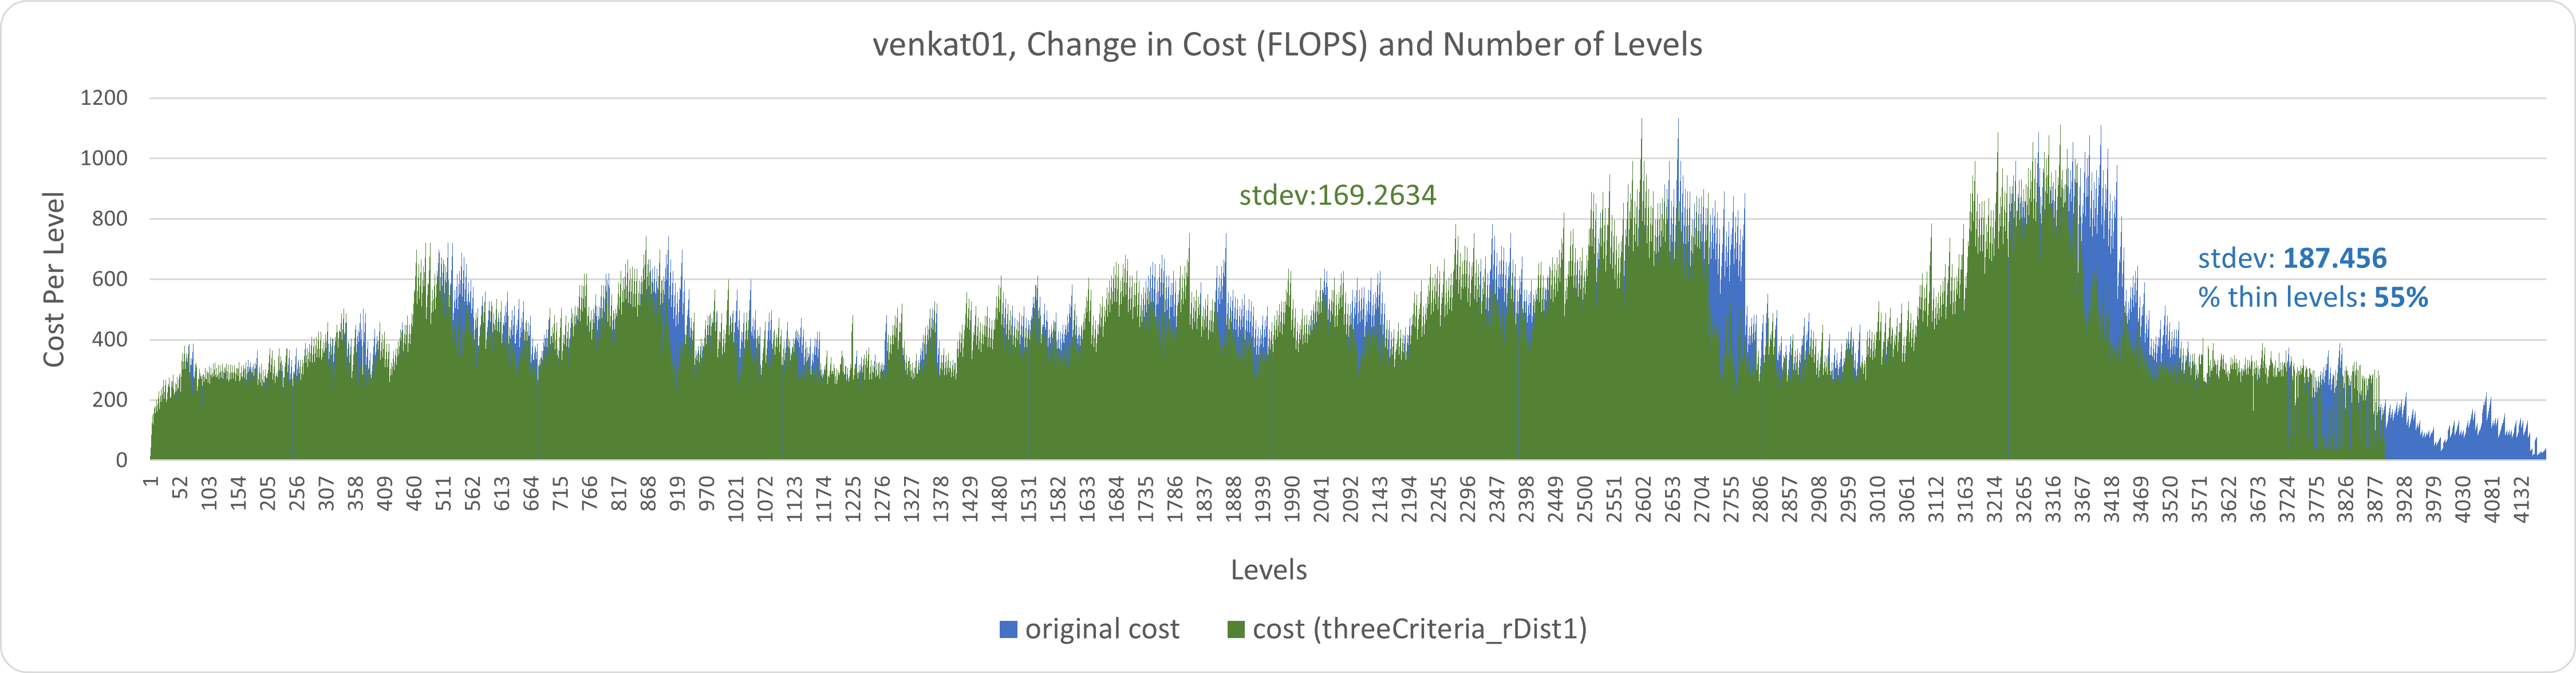 venkat01, Change in Cost (FLOPS) and Number of Levels
1200
1000
800
600
400
200
0
Cost Per Level
stdev:169.2634
stdev: 187.456
% thin levels: 55%
1 52 103 154 205 256 307 358 409 460 511 562 613 664 715 766 817 868 919 970 1021 1072 1123 1174 1225 1276 1327 1378 1429 1480 1531 1582 1633 1684 1735 1786 1837 1888 1939 1990 2041 2092 2143 2194 2245 2296 2347 2398 2449 2500 2551 2602 2653 2704 2755 2806 2857 2908 2959 3010 3061 3112 3163 3214 3265 3316 3367 3418 3469 3520 3571 3622 3673 3724 3775 3826 3877 3928 3979 4030 4081 4132
Levels
original cost cost (threeCriteria_rDist1)